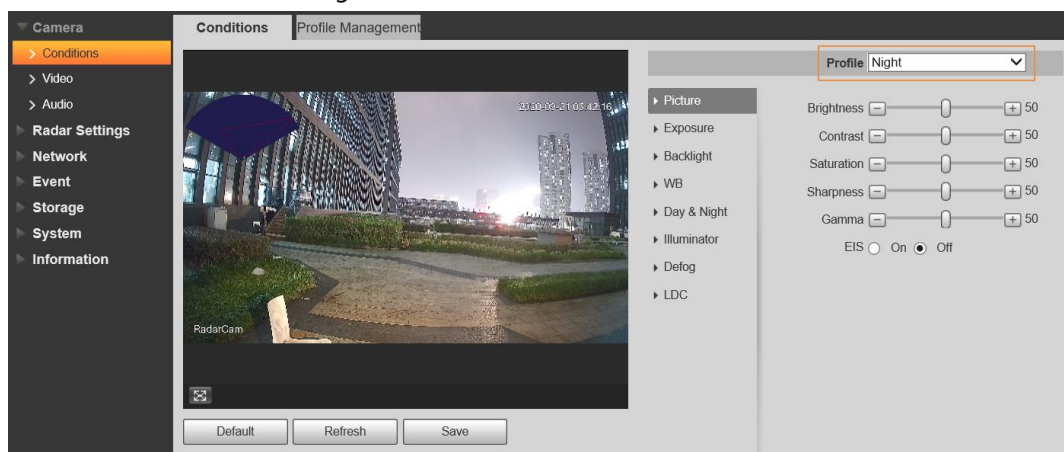 Camera
Conditions
Video
Audio
Radar Settings
Network
Event
Storage
System
Information
Conditions Profile Management
2020-09-21 05:42:16
RadarCam
Default Refresh Save
Picture
Exposure
Backlight
WB
Day & Night
Illuminator
Defog
LDC
Profile Night
Brightness 50
Contrast 50
Saturation 50
Sharpness 50
Gamma 50
EIS On Off